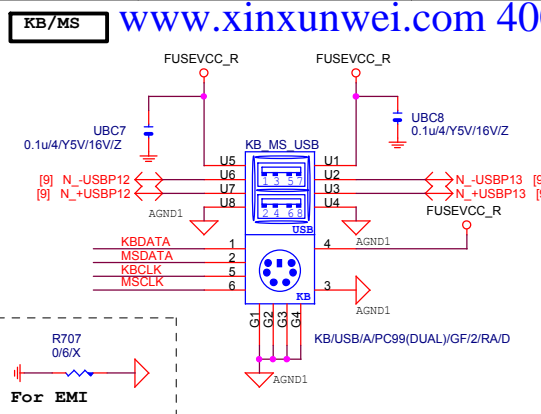 KB/MS
www.xinxunwei.com 40
FUSEVCC_R
FUSEVCC_R
UBC7
0.1u/4/Y5V/16V/Z
UBC8
0.1u/4/Y5V/16V/Z
KB_MS_USB
U5
U1
[9] N_-USBP12
U6
1 3 5 7
U2
N_-USBP13
[9] N_+USBP12
U7
U3
N_+USBP13
U8
2 4 6 8
U4
FUSEVCC_R
AGND1
USB
AGND1
KBDATA
1
4
MSDATA
2
KBCLK
5
MSCLK
6
3
KB
AGND1
G1
G2
G3
G4
KB/USB/A/PC99(DUAL)/GF/2/RA/D
AGND1
R707
0/6/X
For EMI